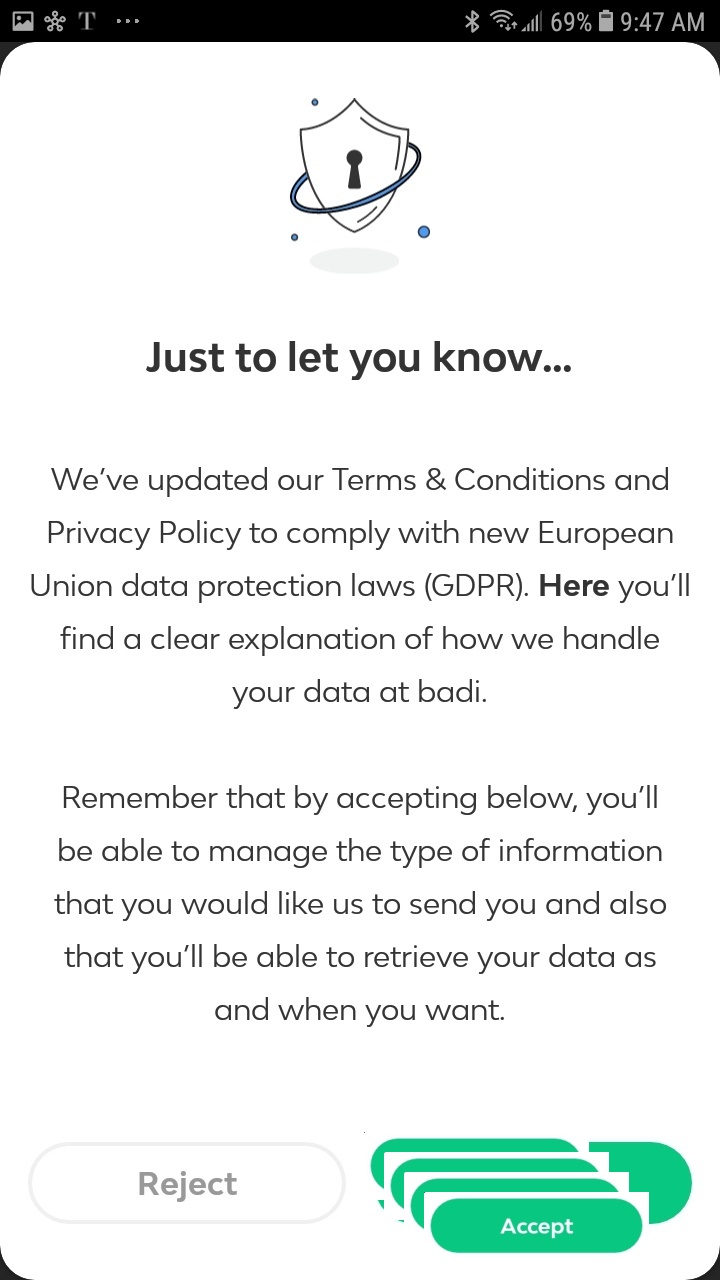 T ... 69% 9:47 AM
Just to let you know...
We’ve updated our Terms & Conditions and
Privacy Policy to comply with new European
Union data protection laws (GDPR). Here you’ll
find a clear explanation of how we handle
your data at badi.
Remember that by accepting below, you’ll
be able to manage the type of information
that you would like us to send you and also
that you’ll be able to retrieve your data as
and when you want.
Reject
Accept